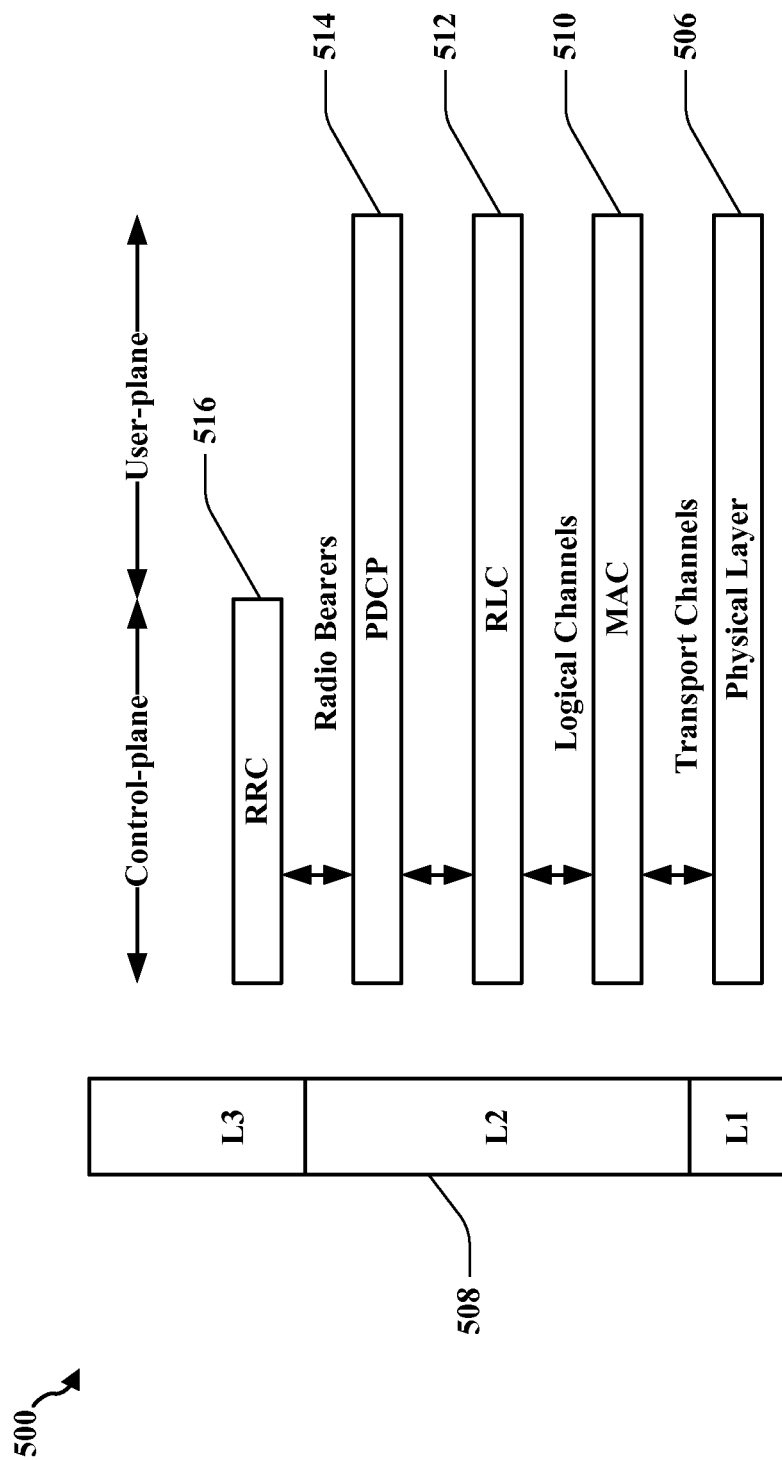 500
Control-plane
User-plane
516
RRC
Radio Bearers
514
PDCP
512
RLC
Logical Channels
510
MAC
Transport Channels
506
Physical Layer
L3
L2
L1
508